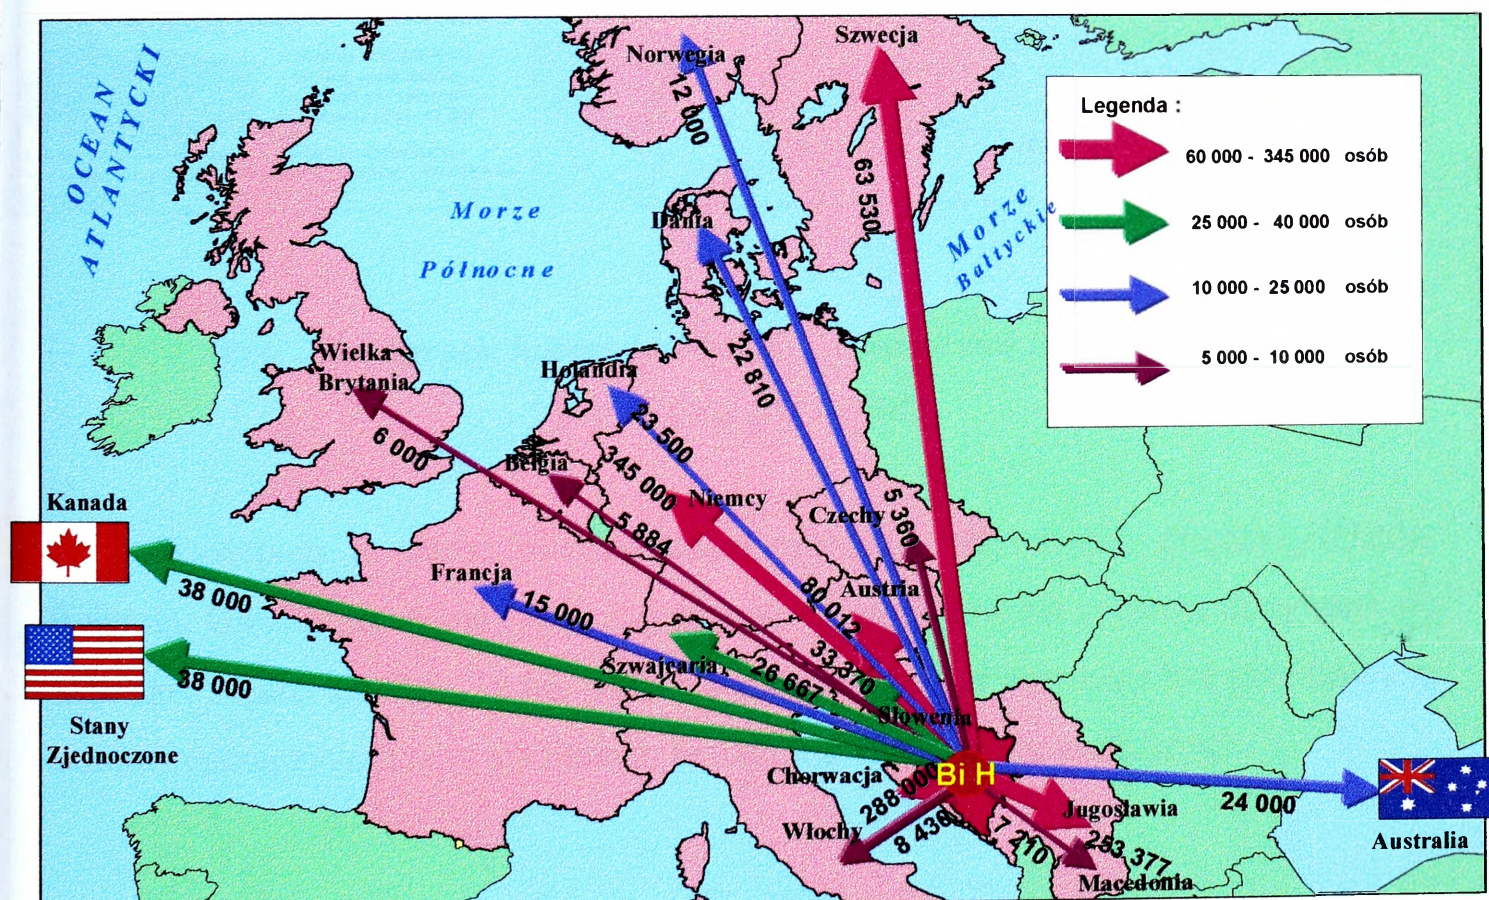 OCEAN
ATLANTYCKI
Morze
Północne
Morze
Bałtyckie
Legenda :
60 000 - 345 000 osób
25 000 - 40 000 osób
10 000 - 25 000 osób
5 000 - 10 000 osób
Norwegia
12 000
Szwecja
63 530
Dania
22 810
Wielka
Brytania
6 000
Holandia
23 500
Belgia
5 884
345 000
Niemcy
Czechy
5 360
Kanada
38 000
Francja
15 000
Austria
80 012
Szwajcaria
26 667
33 370
Słowenia
Stany
Zjednoczone
38 000
Chorwacja
288 000
Bi H
Włochy
8 430
7 210
Jugosławia
253 377
Macedonia
24 000
Australia